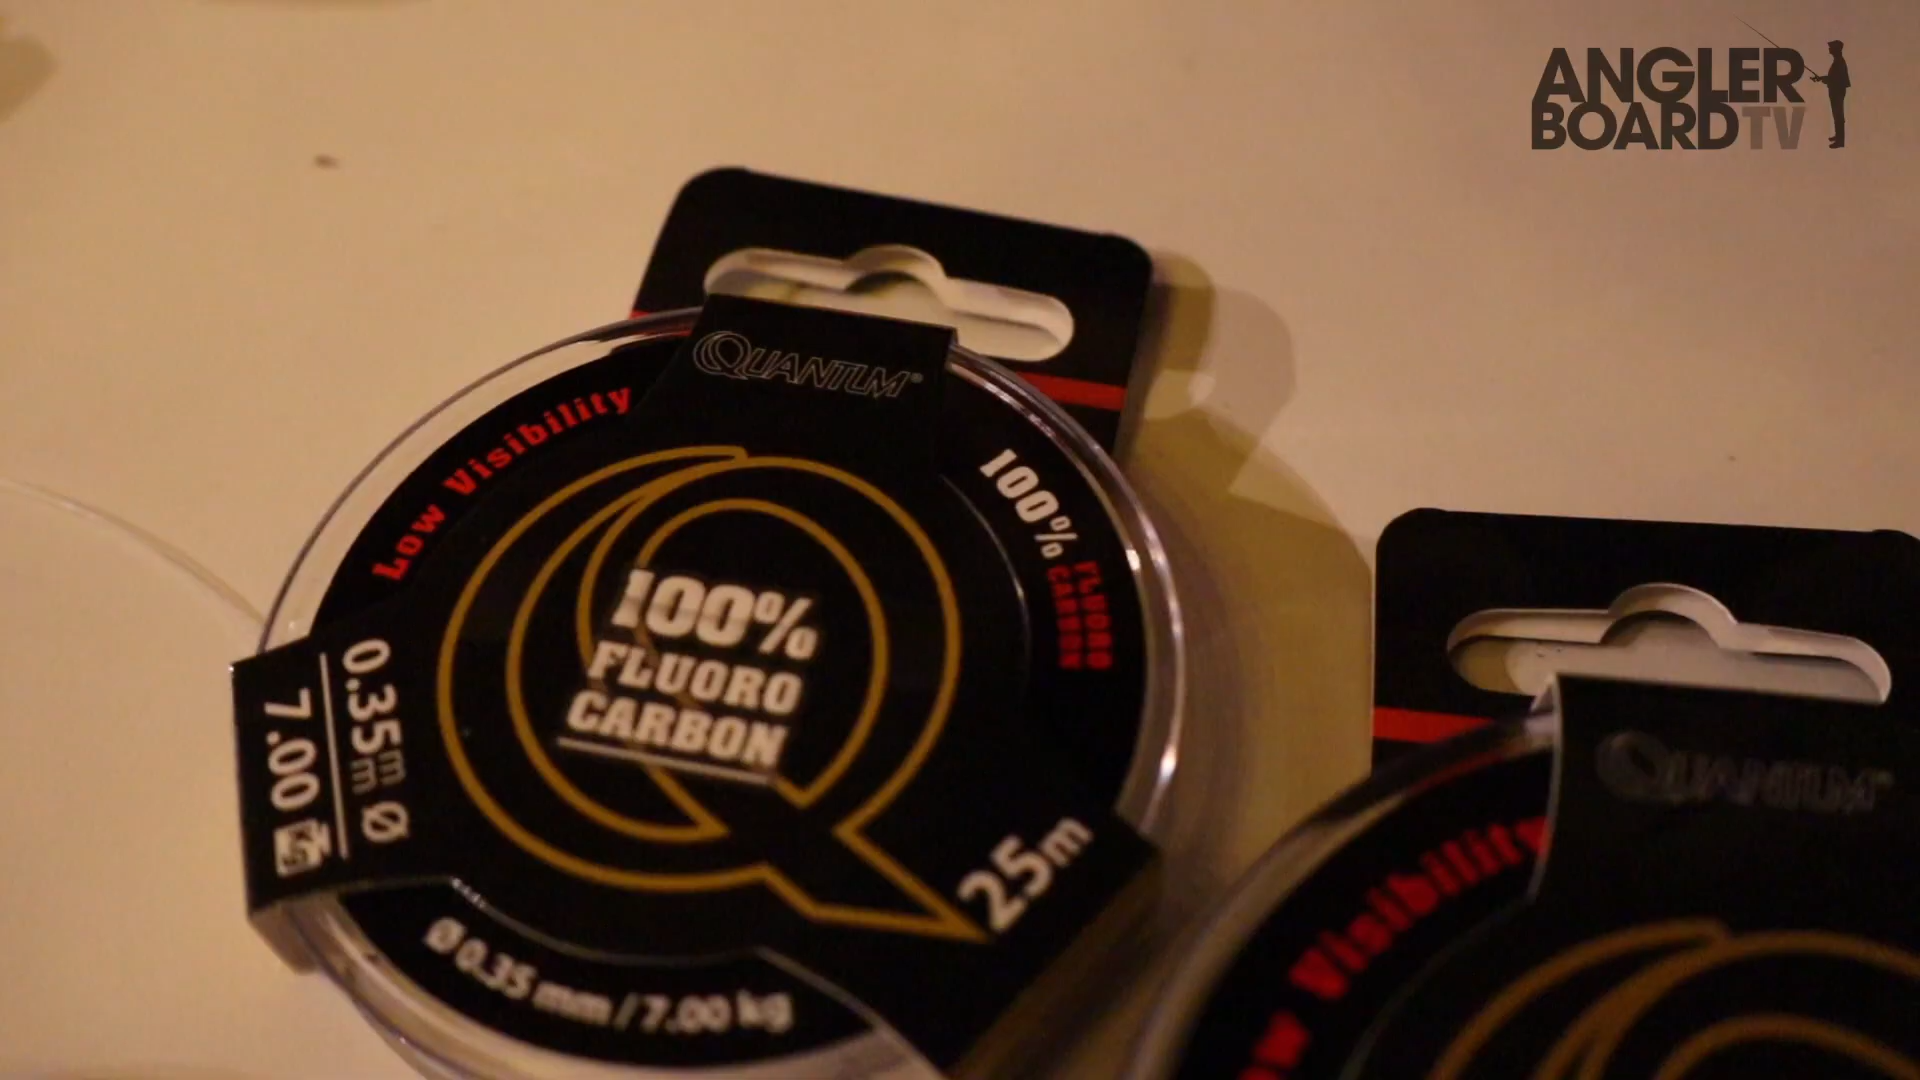 ANGLER
BOARDTV
QUANTUM®
Low Visibility
100%
FLUORO
CARBON
100%
FLUORO
CARBON
0.35mm Ø
7.00 kg
25m
Ø 0.35 mm / 7.00 kg
QUANTUM®
Low Visibility